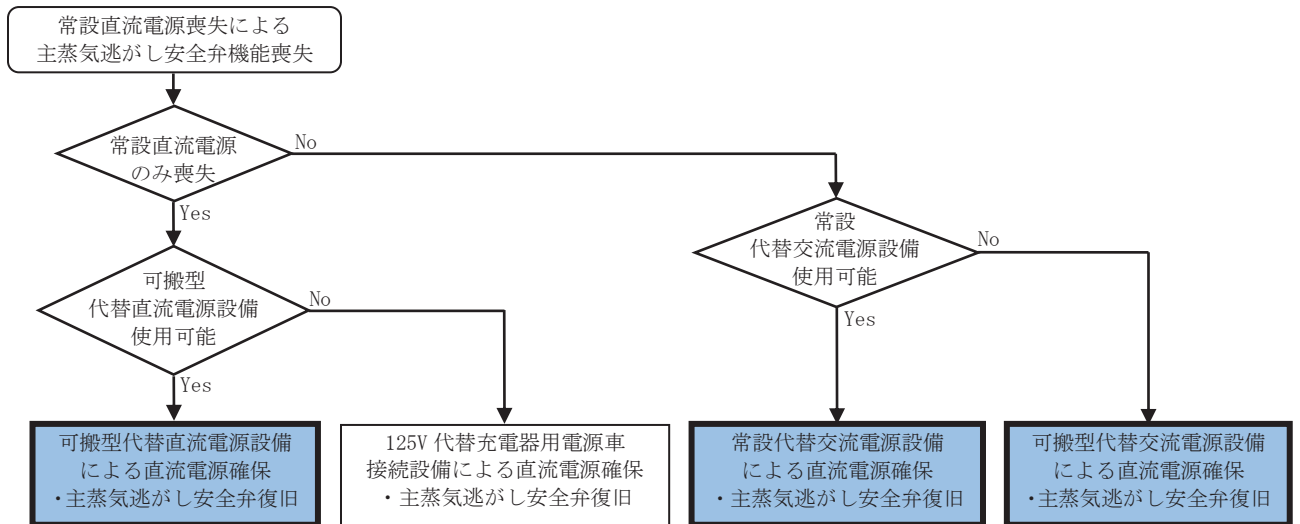 常設直流電源喪失による
主蒸気逃がし安全弁機能喪失
常設直流電源
のみ喪失
No
Yes
常設
代替交流電源設備
使用可能
No
Yes
可搬型
代替直流電源設備
使用可能
No
Yes
可搬型代替直流電源設備
による直流電源確保
・主蒸気逃がし安全弁復旧
125V 代替充電器用電源車
接続設備による直流電源確保
・主蒸気逃がし安全弁復旧
常設代替交流電源設備
による直流電源確保
・主蒸気逃がし安全弁復旧
可搬型代替交流電源設備
による直流電源確保
・主蒸気逃がし安全弁復旧